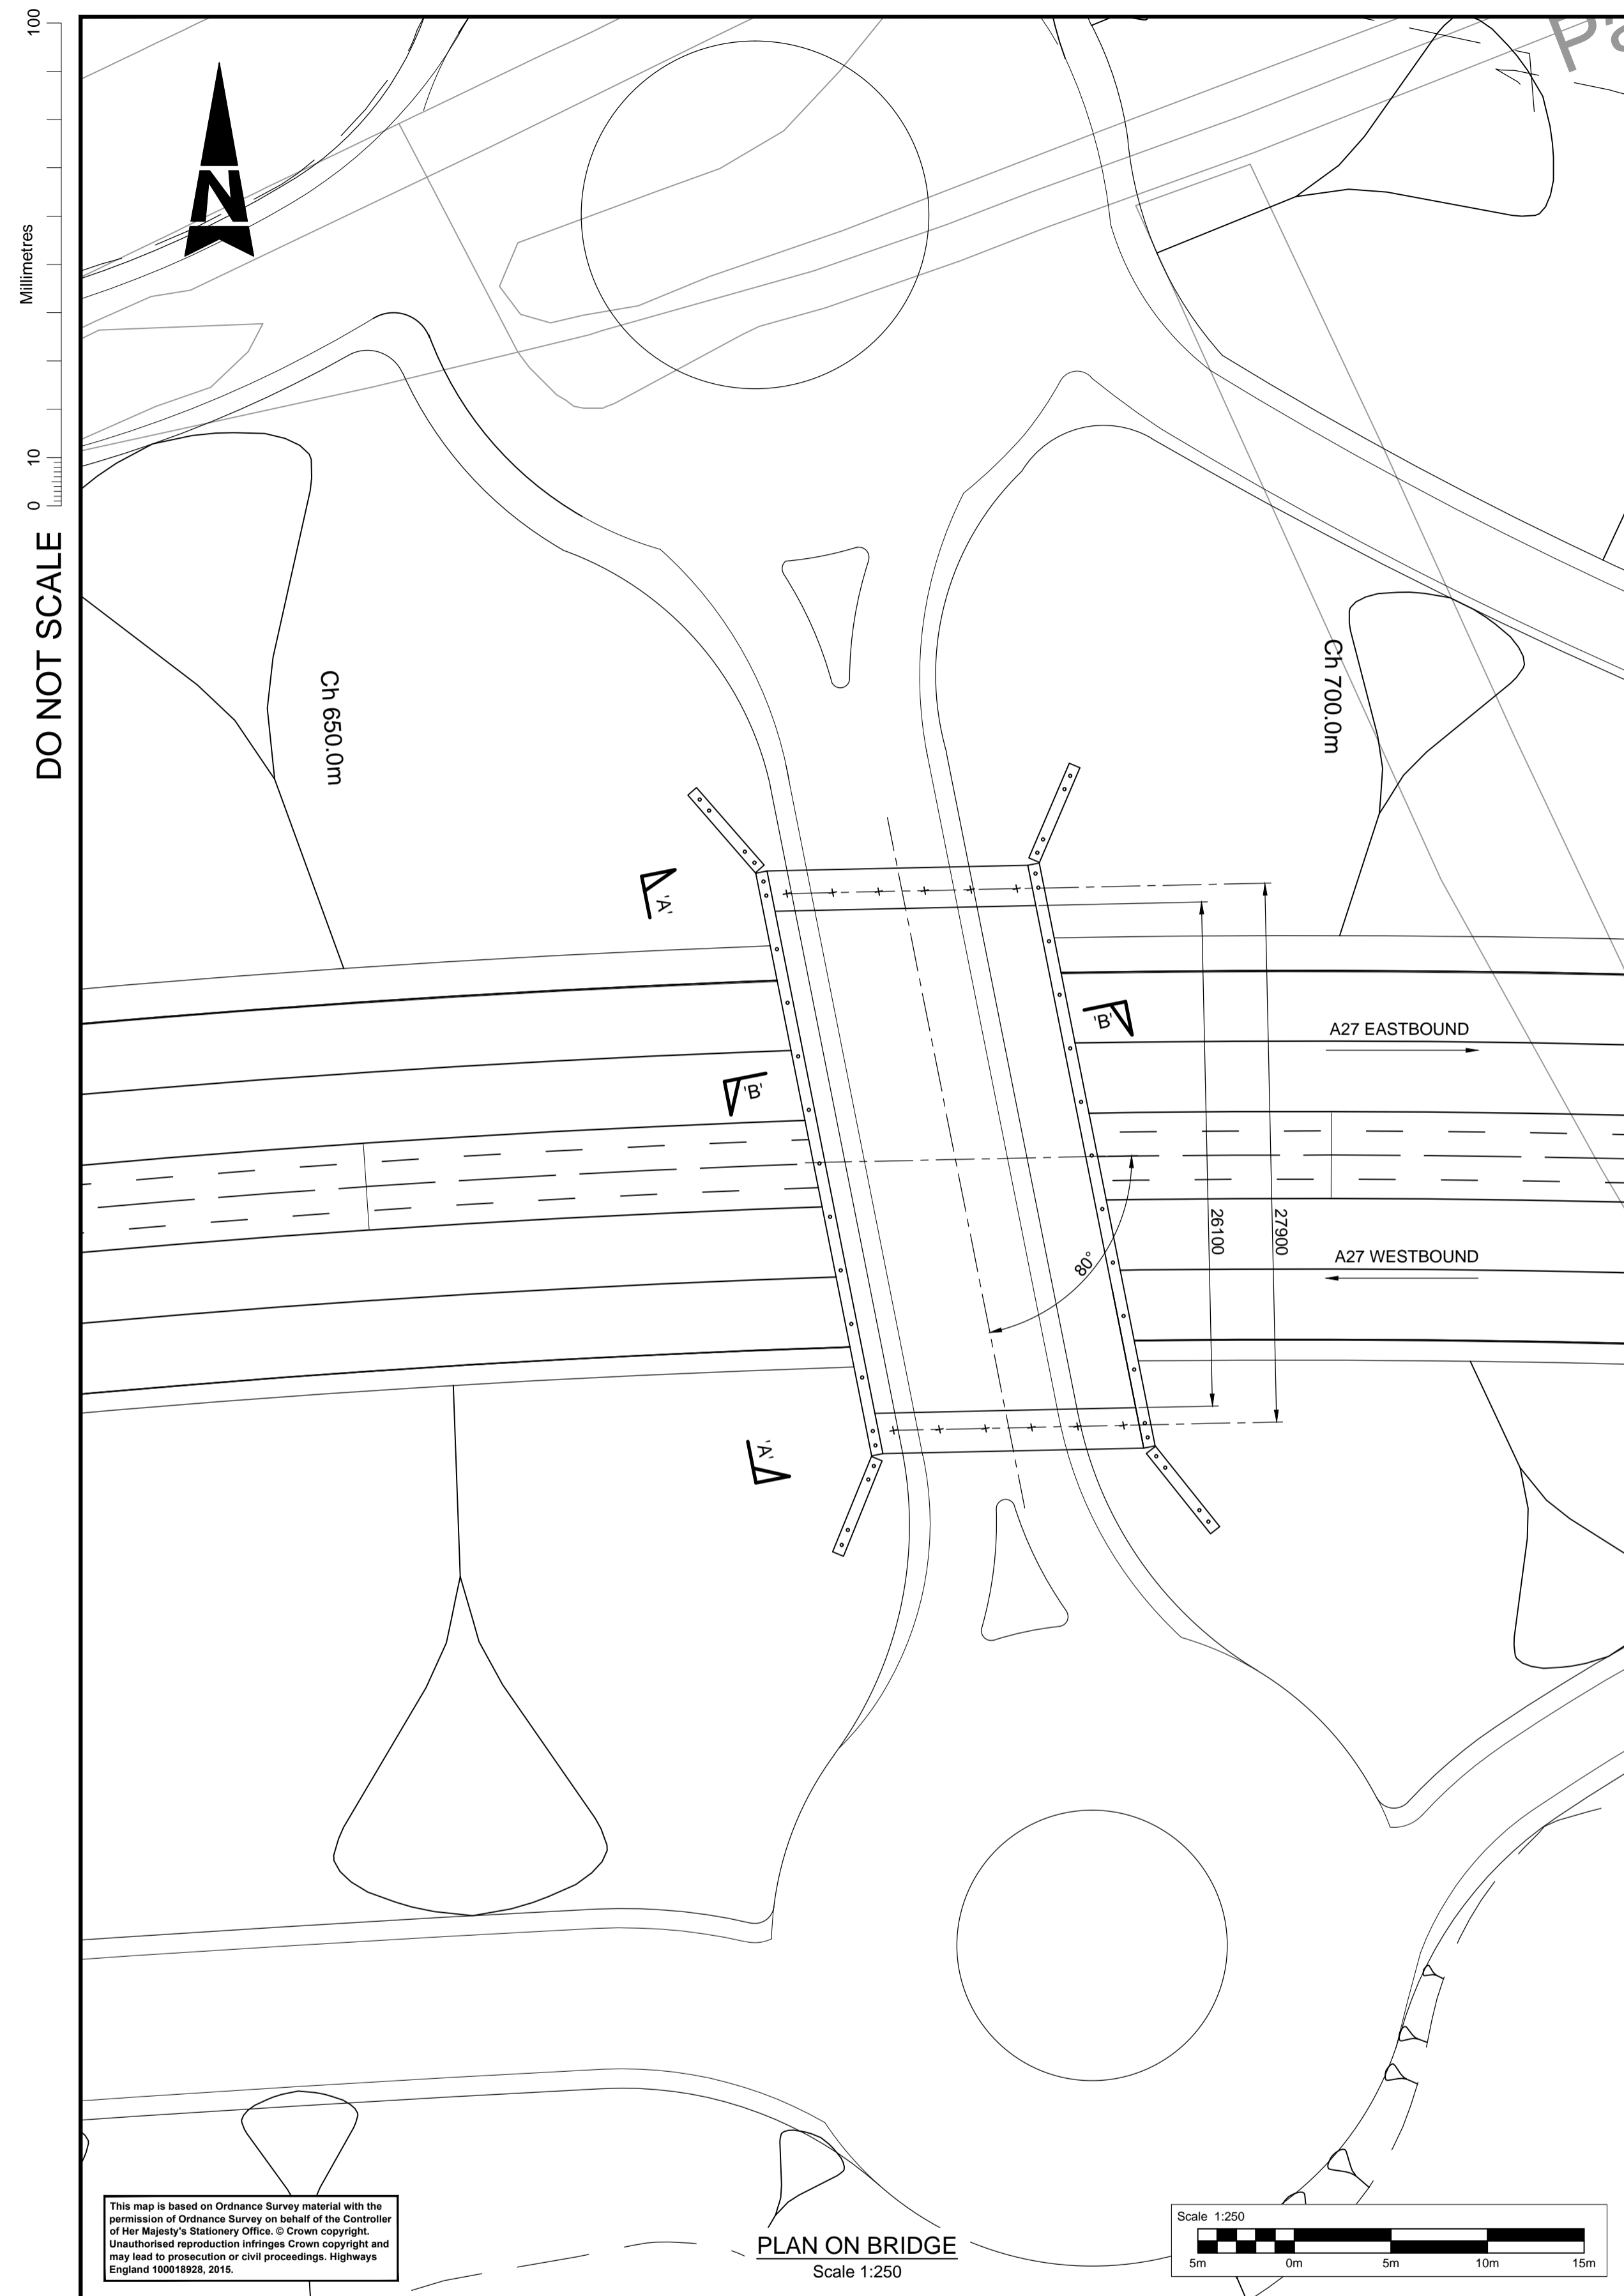 100
Millimetres
10
0
DO NOT SCALE
N
Pa
Ch 650.0m
Ch 700.0m
'A'
'B'
A27 EASTBOUND
'B'
26100
27900
80°
A27 WESTBOUND
'A'
This map is based on Ordnance Survey material with the
permission of Ordnance Survey on behalf of the Controller
of Her Majesty's Stationery Office. © Crown copyright.
Unauthorised reproduction infringes Crown copyright and
may lead to prosecution or civil proceedings. Highways
England 100018928, 2015.
PLAN ON BRIDGE
Scale 1:250
Scale 1:250
5m 0m 5m 10m 15m